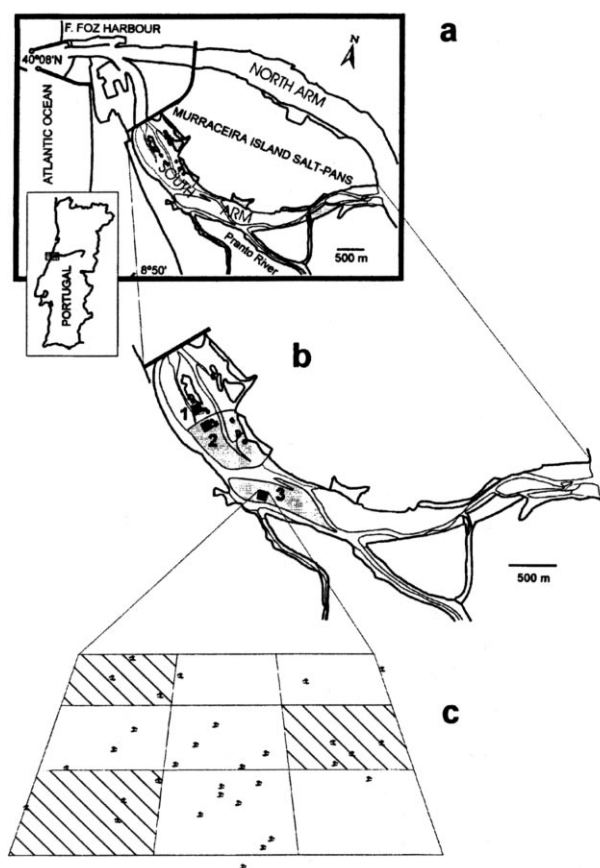 F. FOZ HARBOUR
a
40°08'N
N
NORTH ARM
ATLANTIC OCEAN
MURRACEIRA ISLAND SALT-PANS
SOUTH
ARM
Pranto River
500 m
8°50'
PORTUGAL
b
1
2
3
500 m
c